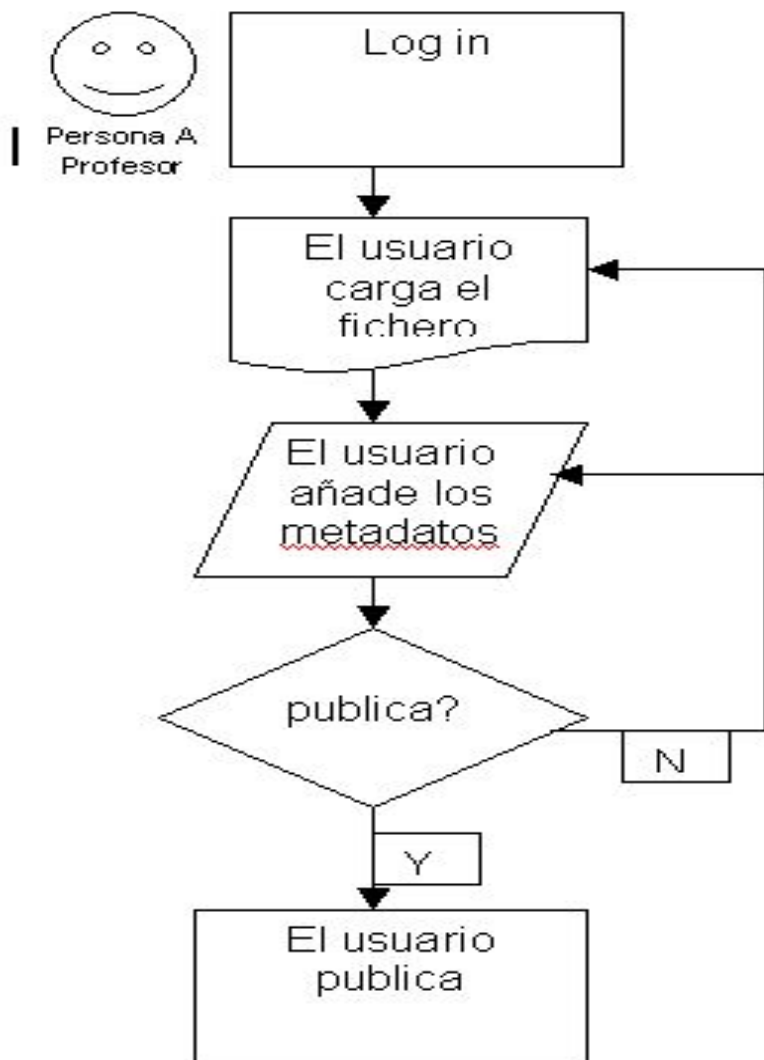 Log in
Persona A
Profesor
El usuario
carga el
fichero
El usuario
añade los
metadatos
publica?
N
Y
El usuario
publica